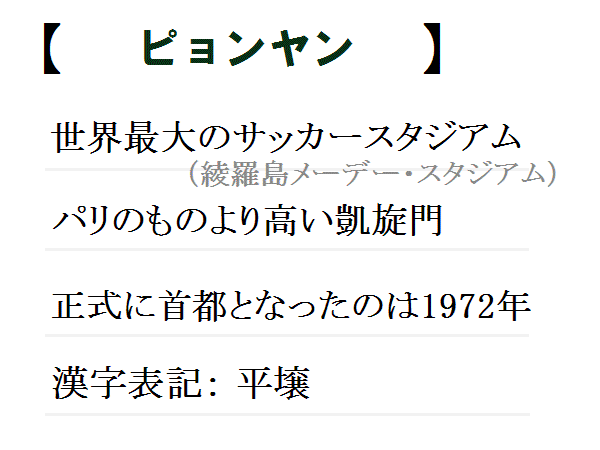 【 ピョンヤン 】
世界最大のサッカースタジアム
(綾羅島メーデー・スタジアム)
パリのものより高い凱旋門
正式に首都となったのは1972年
漢字表記: 平壌